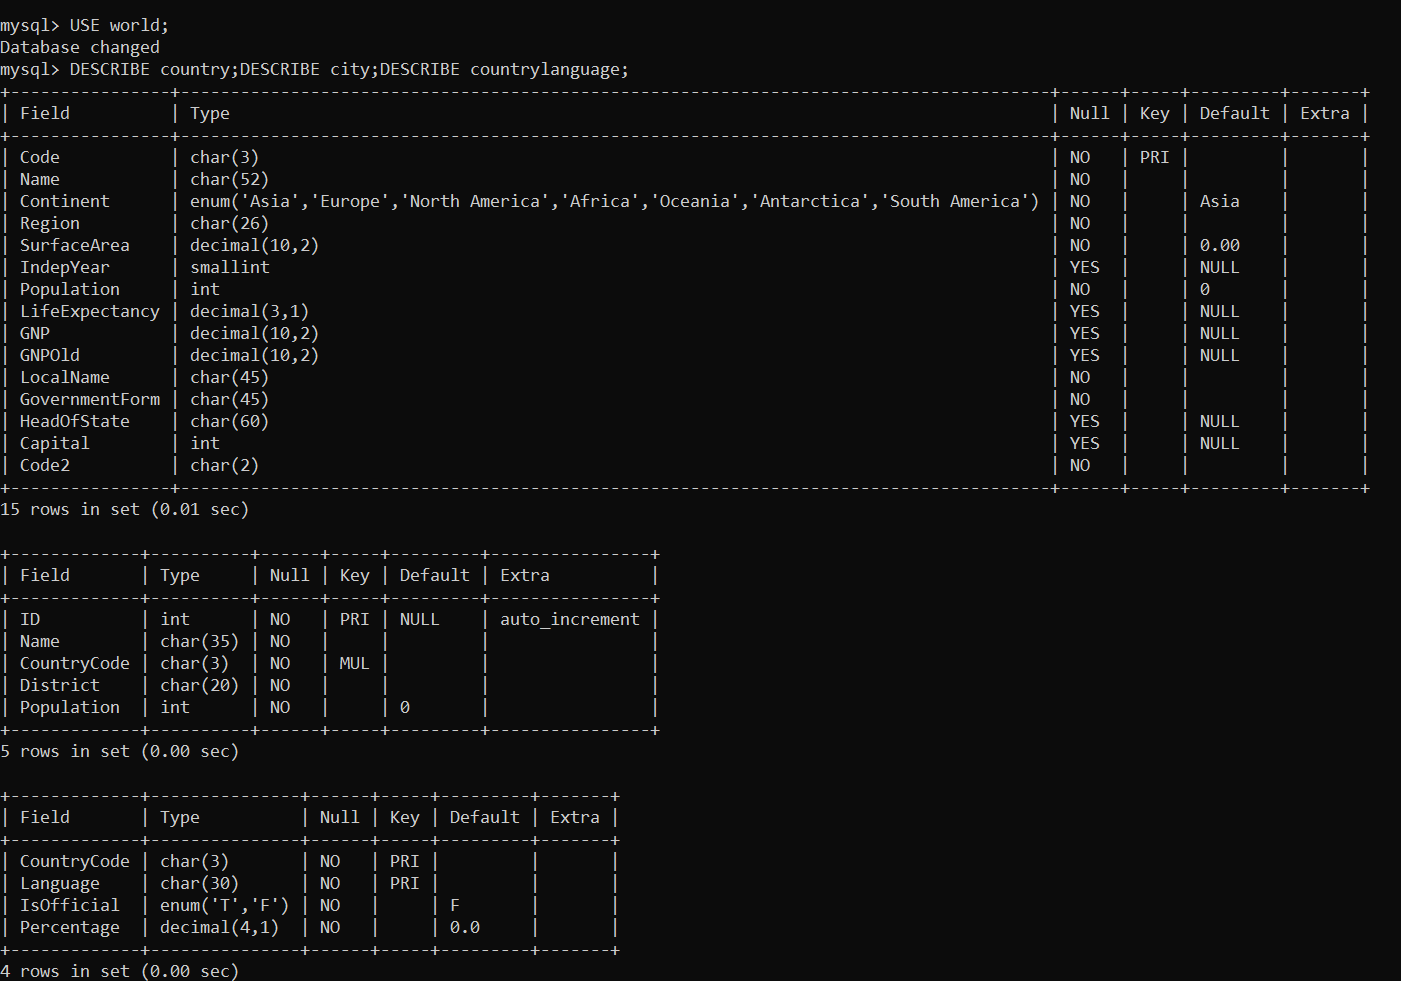 mysql> USE world;
Database changed
mysql> DESCRIBE country;DESCRIBE city;DESCRIBE countrylanguage;
+----------------+---------------------------------------------------------------------------------------+------+-----+---------+-------+
| Field          | Type                                                                                  | Null | Key | Default | Extra |
+----------------+---------------------------------------------------------------------------------------+------+-----+---------+-------+
| Code           | char(3)                                                                               | NO   | PRI |         |       |
| Name           | char(52)                                                                              | NO   |     |         |       |
| Continent      | enum('Asia','Europe','North America','Africa','Oceania','Antarctica','South America') | NO   |     | Asia    |       |
| Region         | char(26)                                                                              | NO   |     |         |       |
| SurfaceArea    | decimal(10,2)                                                                         | NO   |     | 0.00    |       |
| IndepYear      | smallint                                                                              | YES  |     | NULL    |       |
| Population     | int                                                                                   | NO   |     | 0       |       |
| LifeExpectancy | decimal(3,1)                                                                          | YES  |     | NULL    |       |
| GNP            | decimal(10,2)                                                                         | YES  |     | NULL    |       |
| GNPOld         | decimal(10,2)                                                                         | YES  |     | NULL    |       |
| LocalName      | char(45)                                                                              | NO   |     |         |       |
| GovernmentForm | char(45)                                                                              | NO   |     |         |       |
| HeadOfState    | char(60)                                                                              | YES  |     | NULL    |       |
| Capital        | int                                                                                   | YES  |     | NULL    |       |
| Code2          | char(2)                                                                               | NO   |     |         |       |
+----------------+---------------------------------------------------------------------------------------+------+-----+---------+-------+
15 rows in set (0.01 sec)

+-------------+----------+------+-----+---------+----------------+
| Field       | Type     | Null | Key | Default | Extra          |
+-------------+----------+------+-----+---------+----------------+
| ID          | int      | NO   | PRI | NULL    | auto_increment |
| Name        | char(35) | NO   |     |         |                |
| CountryCode | char(3)  | NO   | MUL |         |                |
| District    | char(20) | NO   |     |         |                |
| Population  | int      | NO   |     | 0       |                |
+-------------+----------+------+-----+---------+----------------+
5 rows in set (0.00 sec)

+-------------+---------------+------+-----+---------+-------+
| Field       | Type          | Null | Key | Default | Extra |
+-------------+---------------+------+-----+---------+-------+
| CountryCode | char(3)       | NO   | PRI |         |       |
| Language    | char(30)      | NO   | PRI |         |       |
| IsOfficial  | enum('T','F') | NO   |     | F       |       |
| Percentage  | decimal(4,1)  | NO   |     | 0.0     |       |
+-------------+---------------+------+-----+---------+-------+
4 rows in set (0.00 sec)